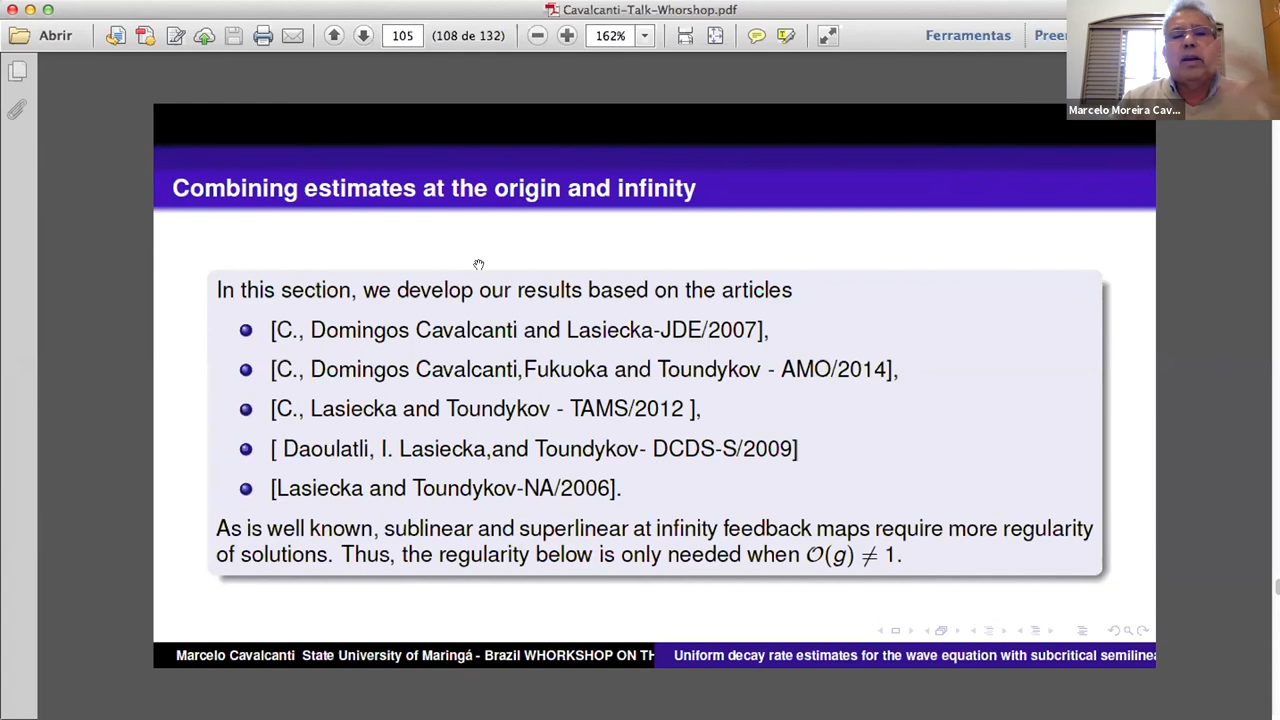 Cavalcanti-Talk-Whorshop.pdf
Abrir
105
(108 de 132)
162%
Ferramentas
Pree
Marcelo Moreira Cav...
Combining estimates at the origin and infinity
In this section, we develop our results based on the articles
[C., Domingos Cavalcanti and Lasiecka-JDE/2007],
[C., Domingos Cavalcanti,Fukuoka and Toundykov - AMO/2014],
[C., Lasiecka and Toundykov - TAMS/2012 ],
[ Daoulatli, I. Lasiecka,and Toundykov- DCDS-S/2009]
[Lasiecka and Toundykov-NA/2006].
As is well known, sublinear and superlinear at infinity feedback maps require more regularity
of solutions. Thus, the regularity below is only needed when 𝒪(g) ≠ 1.
Marcelo Cavalcanti State University of Maringá - Brazil WHORKSHOP ON TH
Uniform decay rate estimates for the wave equation with subcritical semilinea